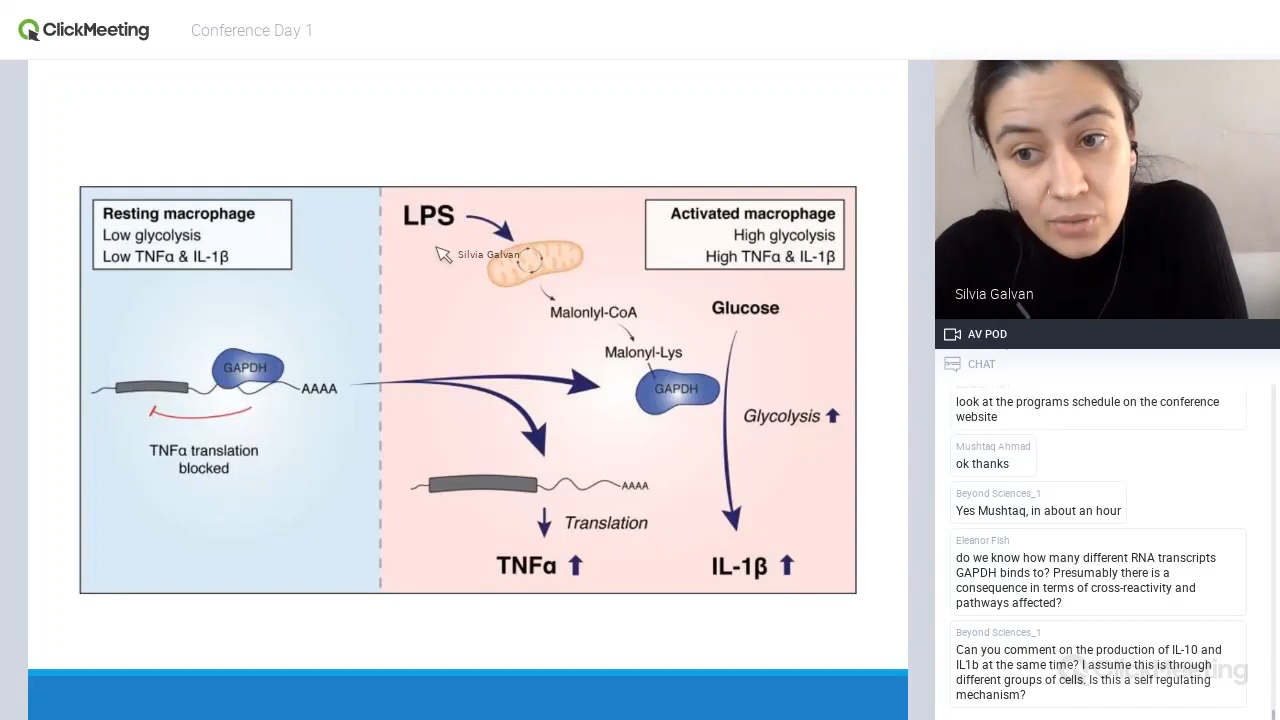 ClickMeeting
Conference Day 1
Resting macrophage
Low glycolysis
Low TNFα & IL-1β
GAPDH
AAAA
TNFα translation
blocked
LPS
Silvia Galvan
Malonlyl-CoA
Malonyl-Lys
GAPDH
Activated macrophage
High glycolysis
High TNFα & IL-1β
Glucose
Glycolysis
AAAA
Translation
TNFα
IL-1β
Silvia Galvan
AV POD
CHAT
look at the programs schedule on the conference
website
Mushtaq Ahmad
ok thanks
Beyond Sciences_1
Yes Mushtaq, in about an hour
Eleanor Fish
do we know how many different RNA transcripts
GAPDH binds to? Presumably there is a
consequence in terms of cross-reactivity and
pathways affected?
Beyond Sciences_1
Can you comment on the production of IL-10 and
IL1b at the same time? I assume this is through
different groups of cells. Is this a self regulating
mechanism?
ClickMeeting